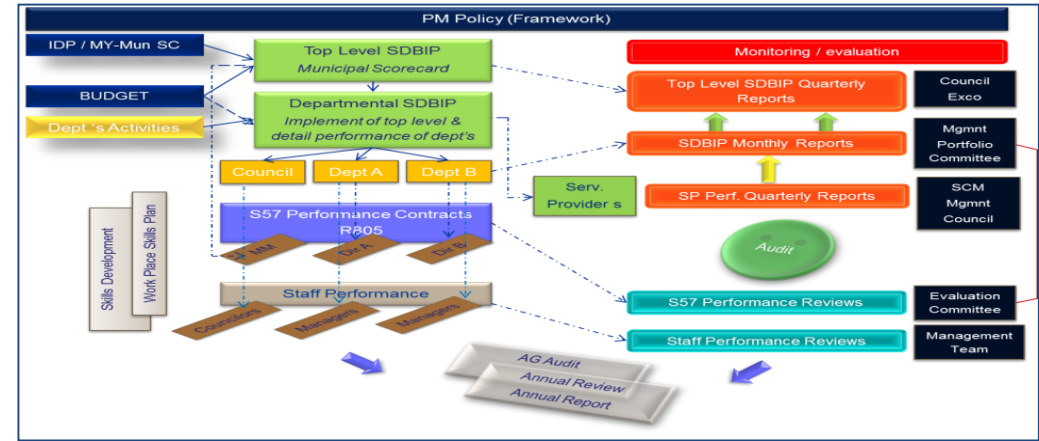 PM Policy (Framework)
IDP / MY-Mun SC
BUDGET
Dept 's Activities
Top Level SDBIP
Municipal Scorecard
Departmental SDBIP
Implement of top level &
detail performance of dept's
Council
Dept A
Dept B
Serv.
Provider s
S57 Performance Contracts
R805
MM
Dir A
Dir B
Staff Performance
Councilors
Managers
Managers
Skills Development
Work Place Skills Plan
Monitoring / evaluation
Top Level SDBIP Quarterly
Reports
SDBIP Monthly Reports
SP Perf. Quarterly Reports
Audit
S57 Performance Reviews
Staff Performance Reviews
Council
Exco
Mgmnt
Portfolio
Committee
SCM
Mgmnt
Council
Evaluation
Committee
Management
Team
AG Audit
Annual Review
Annual Report